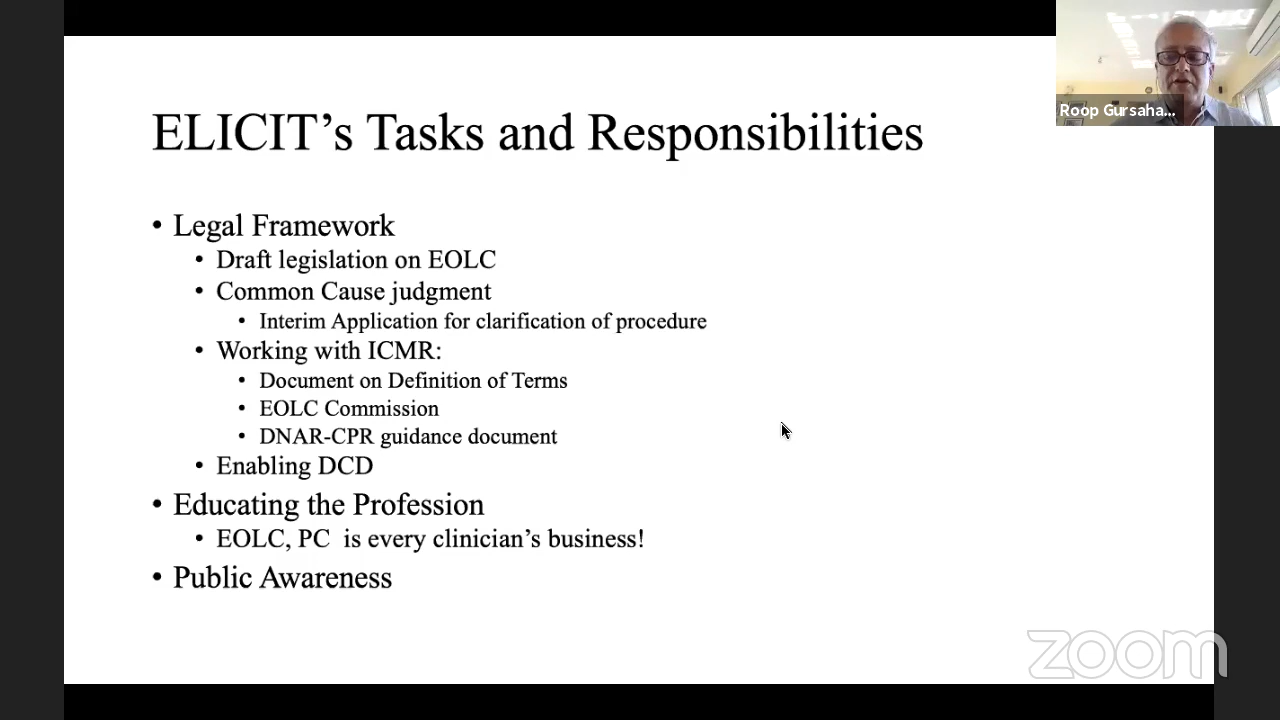 ELICIT’s Tasks and Responsibilities
Roop Gursaha...
• Legal Framework
• Draft legislation on EOLC
• Common Cause judgment
• Interim Application for clarification of procedure
• Working with ICMR:
• Document on Definition of Terms
• EOLC Commission
• DNAR-CPR guidance document
• Enabling DCD
• Educating the Profession
• EOLC, PC is every clinician’s business!
• Public Awareness
zoom